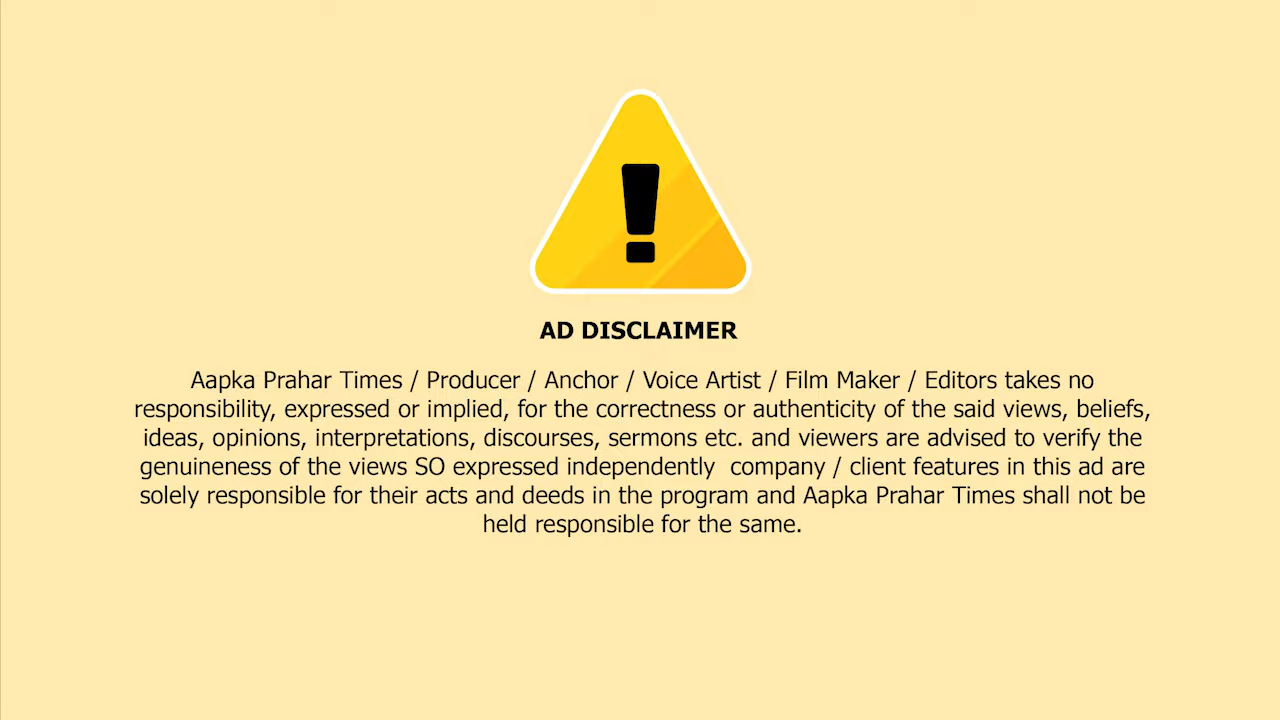 AD DISCLAIMER
Aapka Prahar Times / Producer / Anchor / Voice Artist / Film Maker / Editors takes no
responsibility, expressed or implied, for the correctness or authenticity of the said views, beliefs,
ideas, opinions, interpretations, discourses, sermons etc. and viewers are advised to verify the
genuineness of the views SO expressed independently  company / client features in this ad are
solely responsible for their acts and deeds in the program and Aapka Prahar Times shall not be
held responsible for the same.